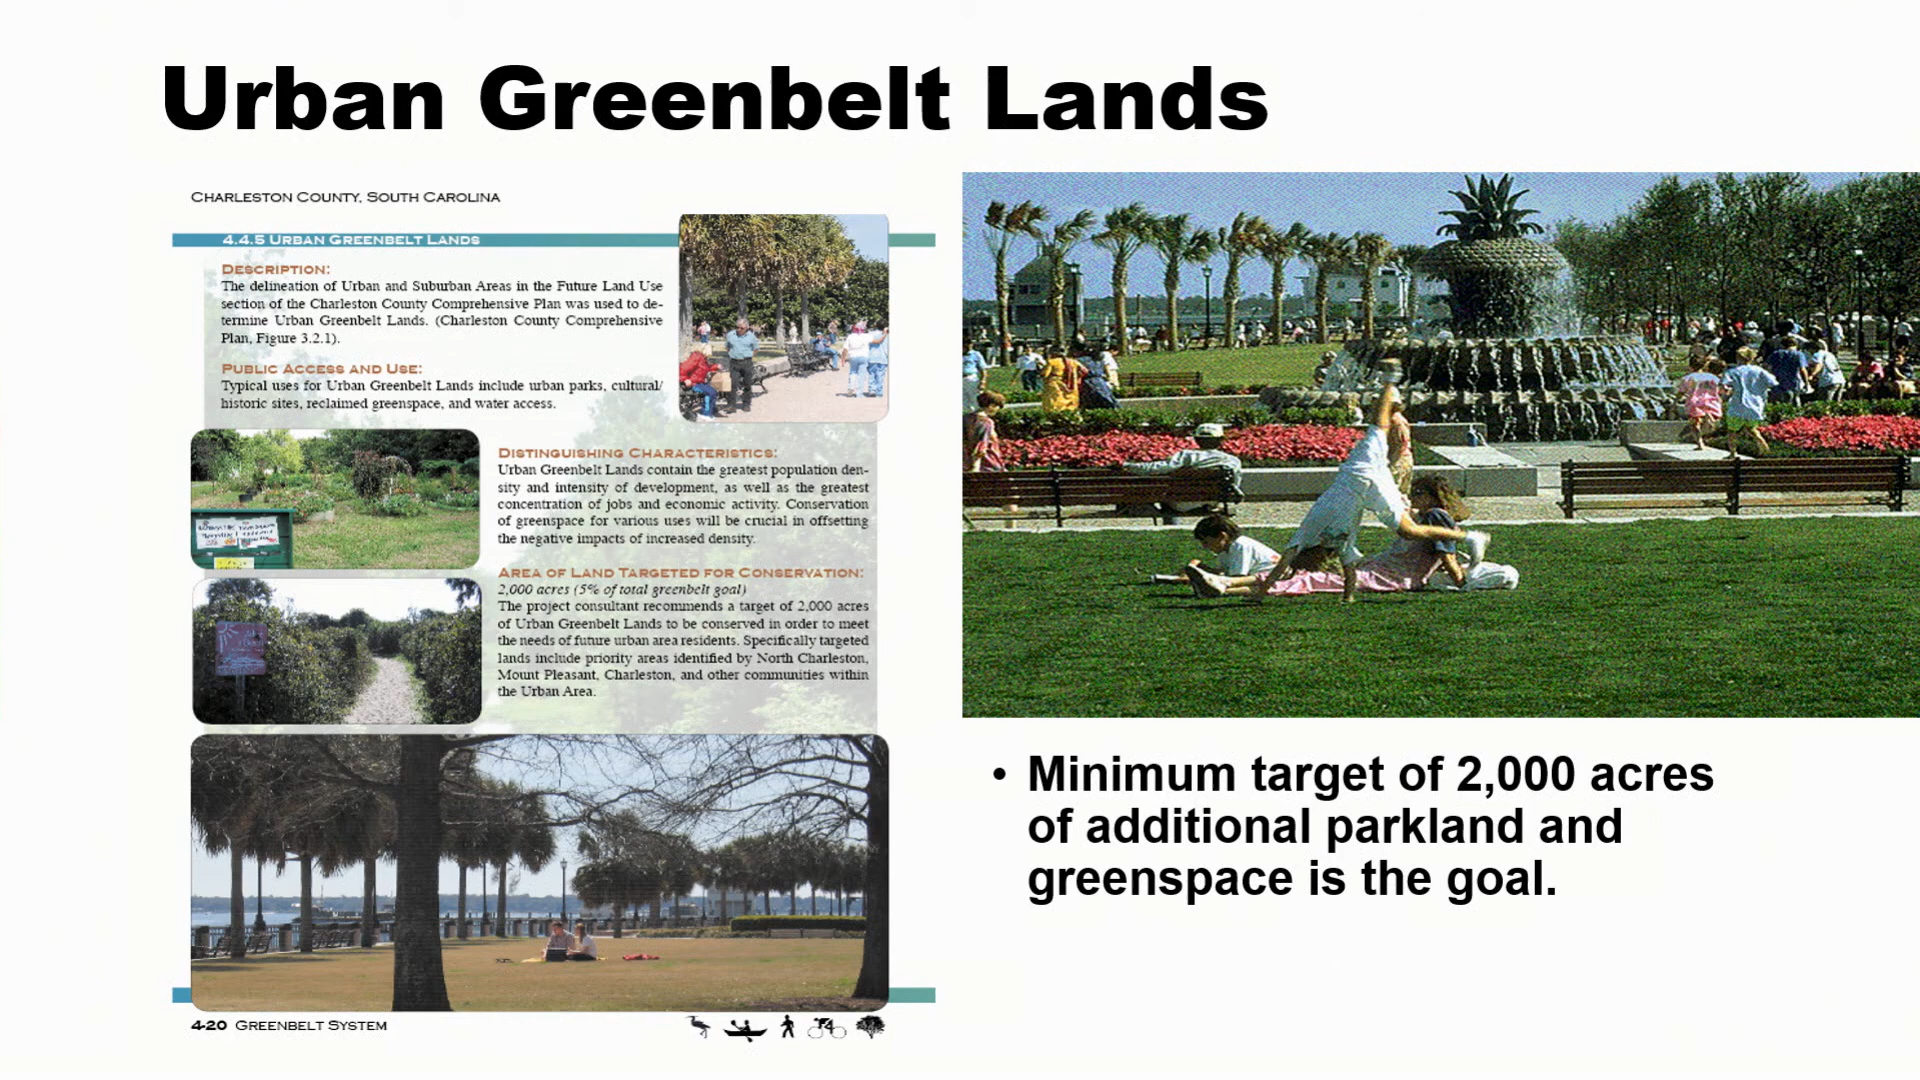 Urban Greenbelt Lands
Charleston County, South Carolina
4.4.5 Urban Greenbelt Lands
Description:
The delineation of Urban and Suburban Areas in the Future Land Use
section of the Charleston County Comprehensive Plan was used to de-
termine Urban Greenbelt Lands. (Charleston County Comprehensive
Plan, Figure 3.2.1).
Public Access and Use:
Typical uses for Urban Greenbelt Lands include urban parks, cultural/
historic sites, reclaimed greenspace, and water access.
Distinguishing Characteristics:
Urban Greenbelt Lands contain the greatest population den-
sity and intensity of development, as well as the greatest
concentration of jobs and economic activity. Conservation
of greenspace for various uses will be crucial in offsetting
the negative impacts of increased density.
Area of Land Targeted for Conservation:
2,000 acres (5% of total greenbelt goal)
The project consultant recommends a target of 2,000 acres
of Urban Greenbelt Lands to be conserved in order to meet
the needs of future urban area residents. Specifically targeted
lands include priority areas identified by North Charleston,
Mount Pleasant, Charleston, and other communities within
the Urban Area.
4-20 Greenbelt System
• Minimum target of 2,000 acres
of additional parkland and
greenspace is the goal.